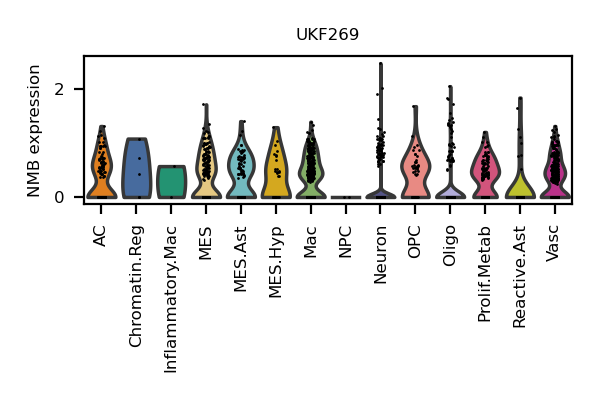 UKF269
NMB expression
2
0
AC
Chromatin.Reg
Inflammatory.Mac
MES
MES.Ast
MES.Hyp
Mac
NPC
Neuron
OPC
Oligo
Prolif.Metab
Reactive.Ast
Vasc